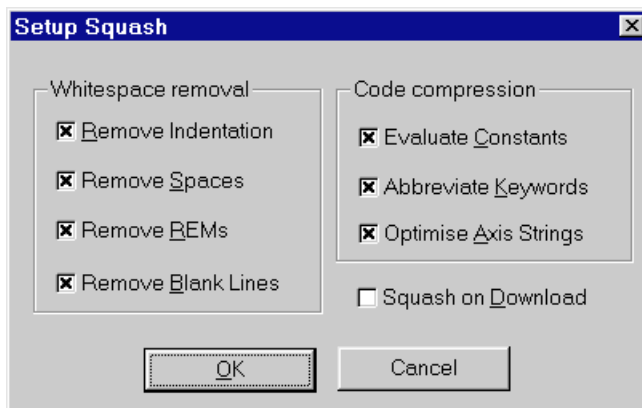 Setup Squash
Whitespace removal
Remove Indentation
Remove Spaces
Remove REMs
Remove Blank Lines
Code compression
Evaluate Constants
Abbreviate Keywords
Optimise Axis Strings
Squash on Download
OK
Cancel